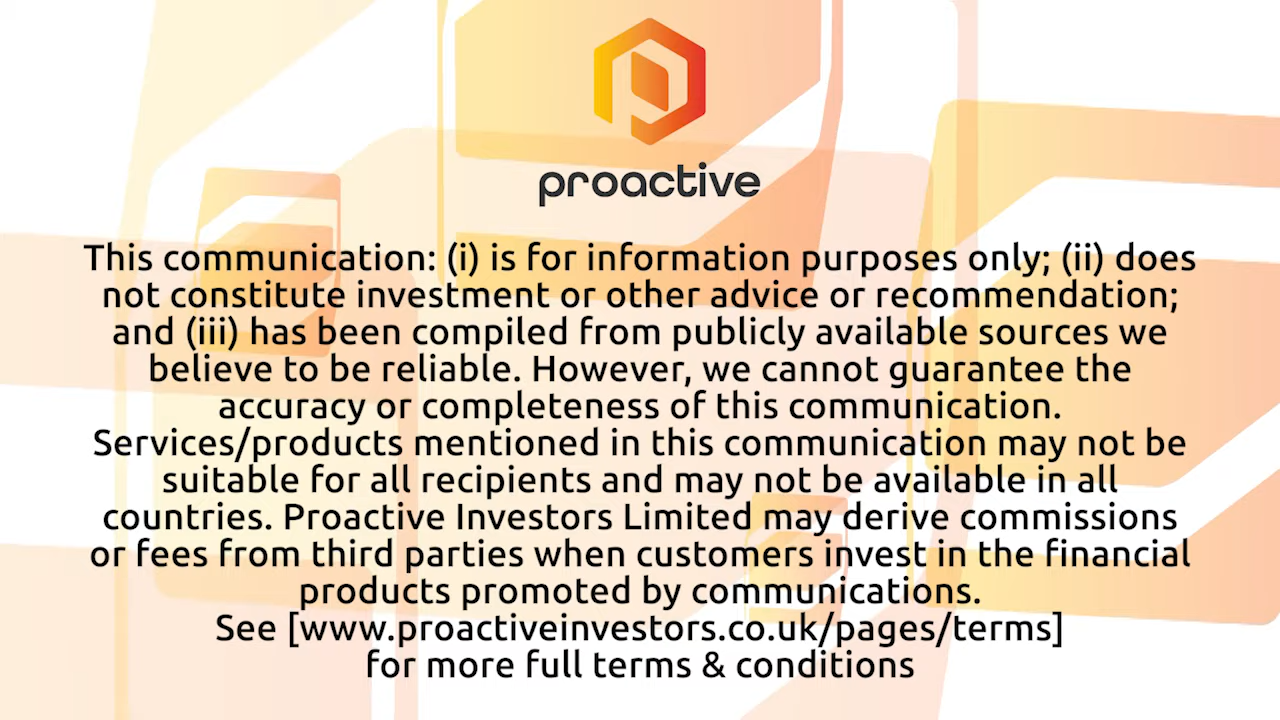 proactive
This communication: (i) is for information purposes only; (ii) does
not constitute investment or other advice or recommendation;
and (iii) has been compiled from publicly available sources we
believe to be reliable. However, we cannot guarantee the
accuracy or completeness of this communication.
Services/products mentioned in this communication may not be
suitable for all recipients and may not be available in all
countries. Proactive Investors Limited may derive commissions
or fees from third parties when customers invest in the financial
products promoted by communications.
See [www.proactiveinvestors.co.uk/pages/terms]
for more full terms & conditions